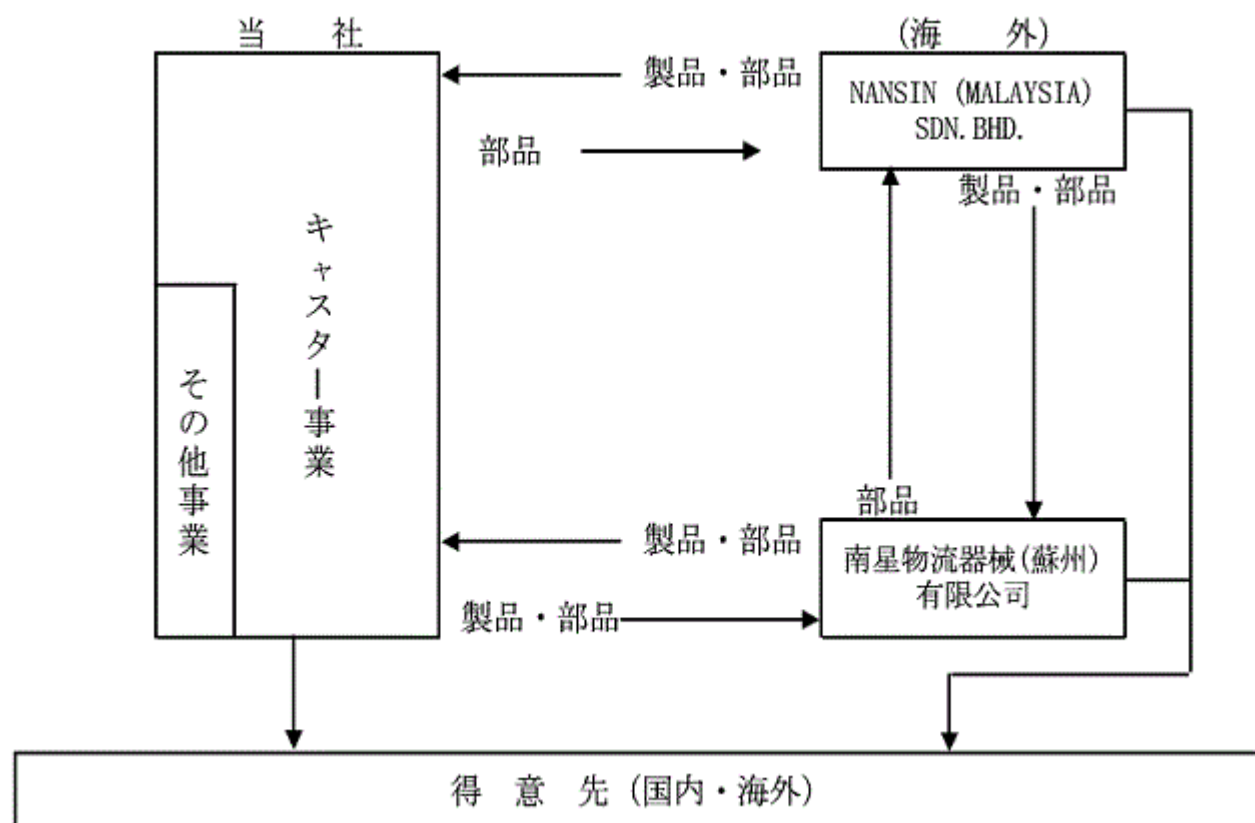 当 社
(海 外)
製品・部品
NANSIN (MALAYSIA)
SDN. BHD.
部品
製品・部品
キャスター事業
その他事業
部品
製品・部品
南星物流器械(蘇州)
有限公司
製品・部品
得 意 先 (国内・海外)